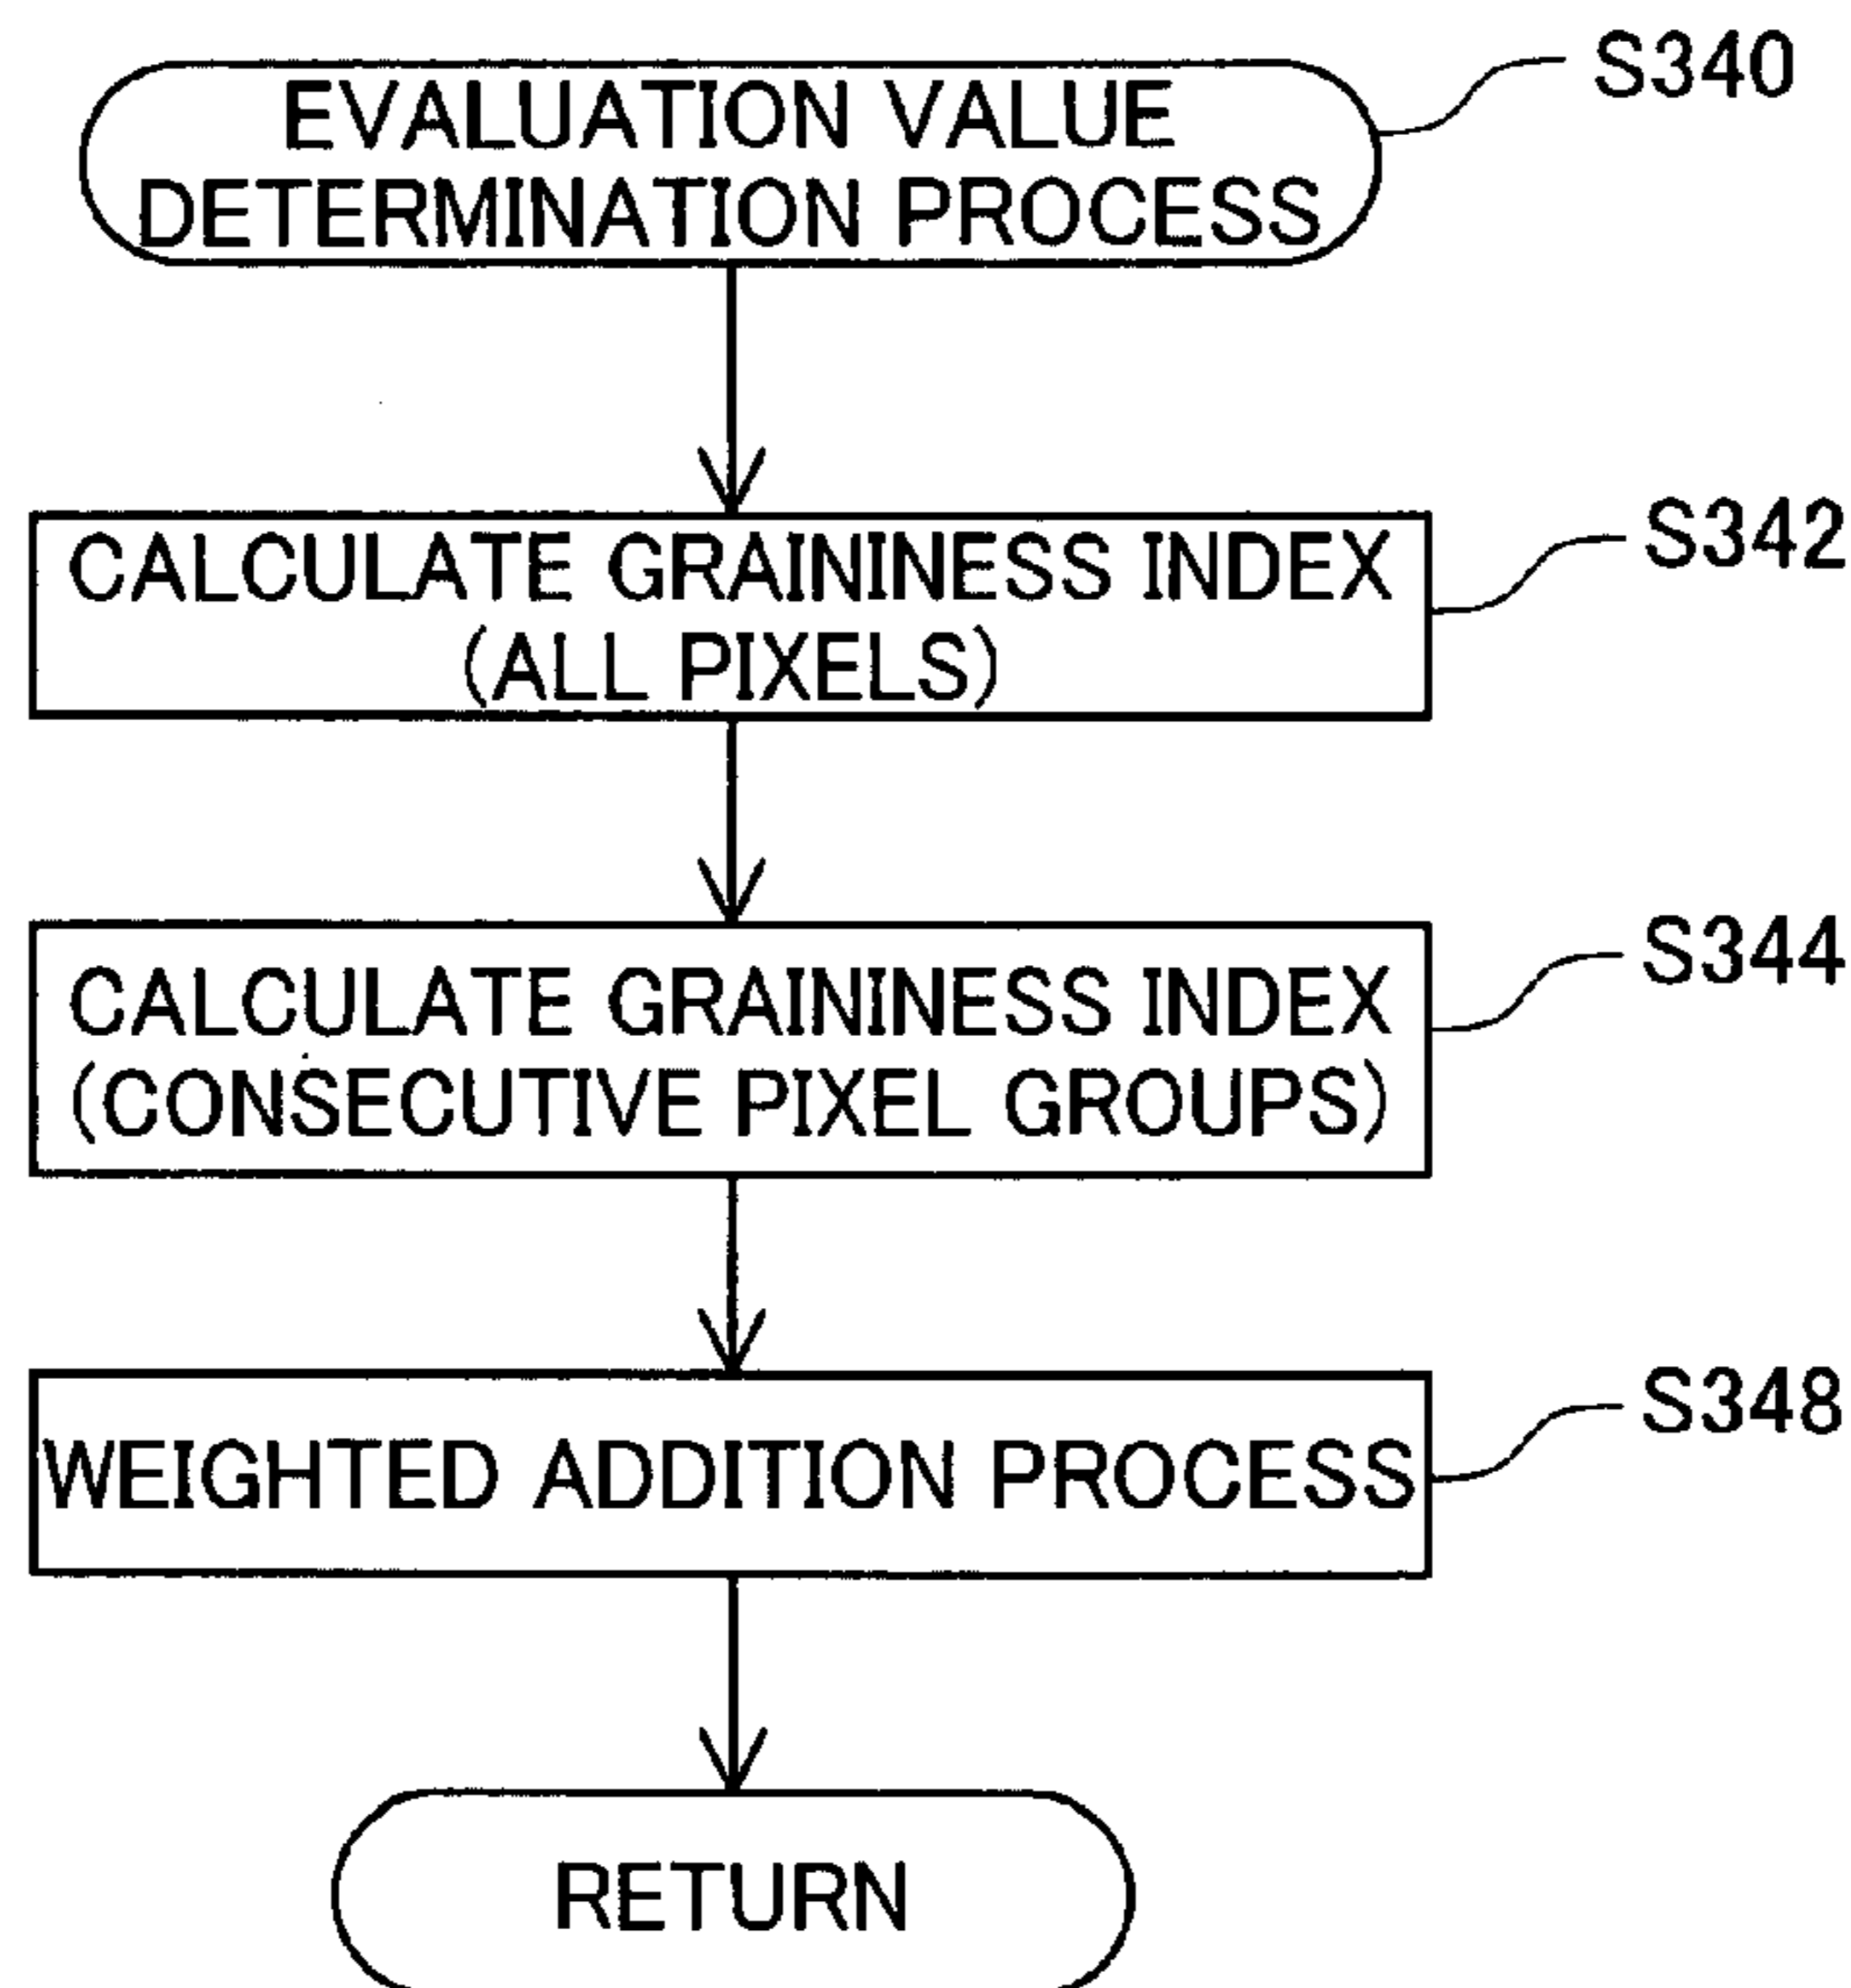 EVALUATION VALUE
DETERMINATION PROCESS
S340
CALCULATE GRAININESS INDEX
(ALL PIXELS)
S342
CALCULATE GRAININESS INDEX
(CONSECUTIVE PIXEL GROUPS)
S344
WEIGHTED ADDITION PROCESS
S348
RETURN